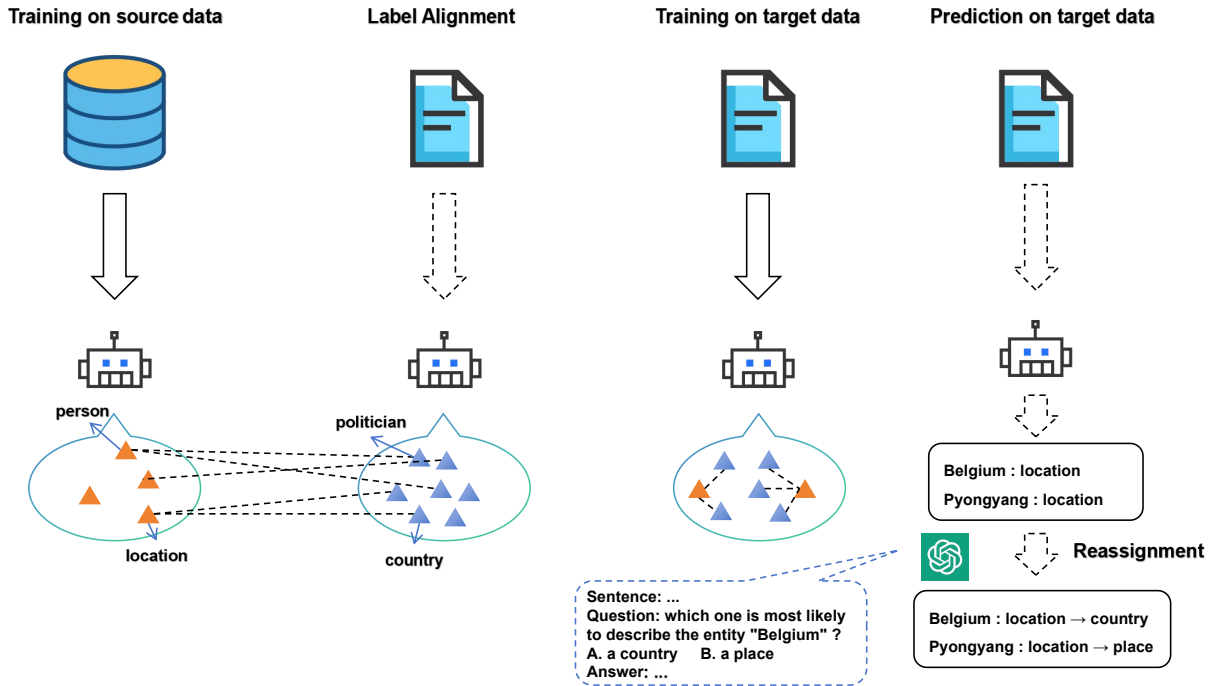 Training on source data
Label Alignment
Training on target data
Prediction on target data
person
location
politician
country
Belgium : location
Pyongyang : location
Reassignment
Sentence: ...
Question: which one is most likely
to describe the entity "Belgium" ?
A. a country B. a place
Answer: ...
Belgium : location → country
Pyongyang : location → place